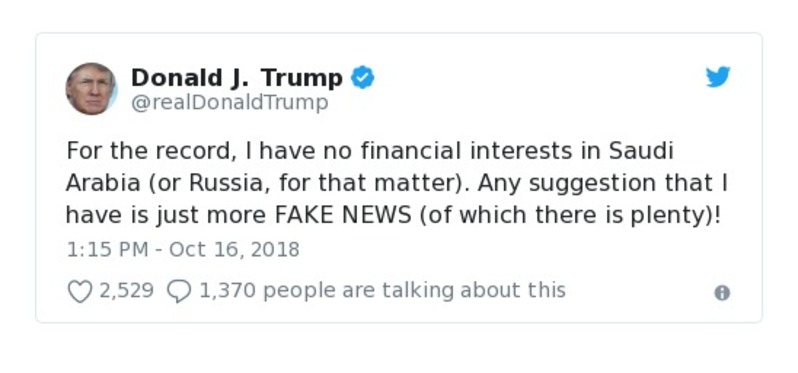 Donald J. Trump
@realDonaldTrump
For the record, I have no financial interests in Saudi
Arabia (or Russia, for that matter). Any suggestion that I
have is just more FAKE NEWS (of which there is plenty)!
1:15 PM - Oct 16, 2018
2,529 1,370 people are talking about this